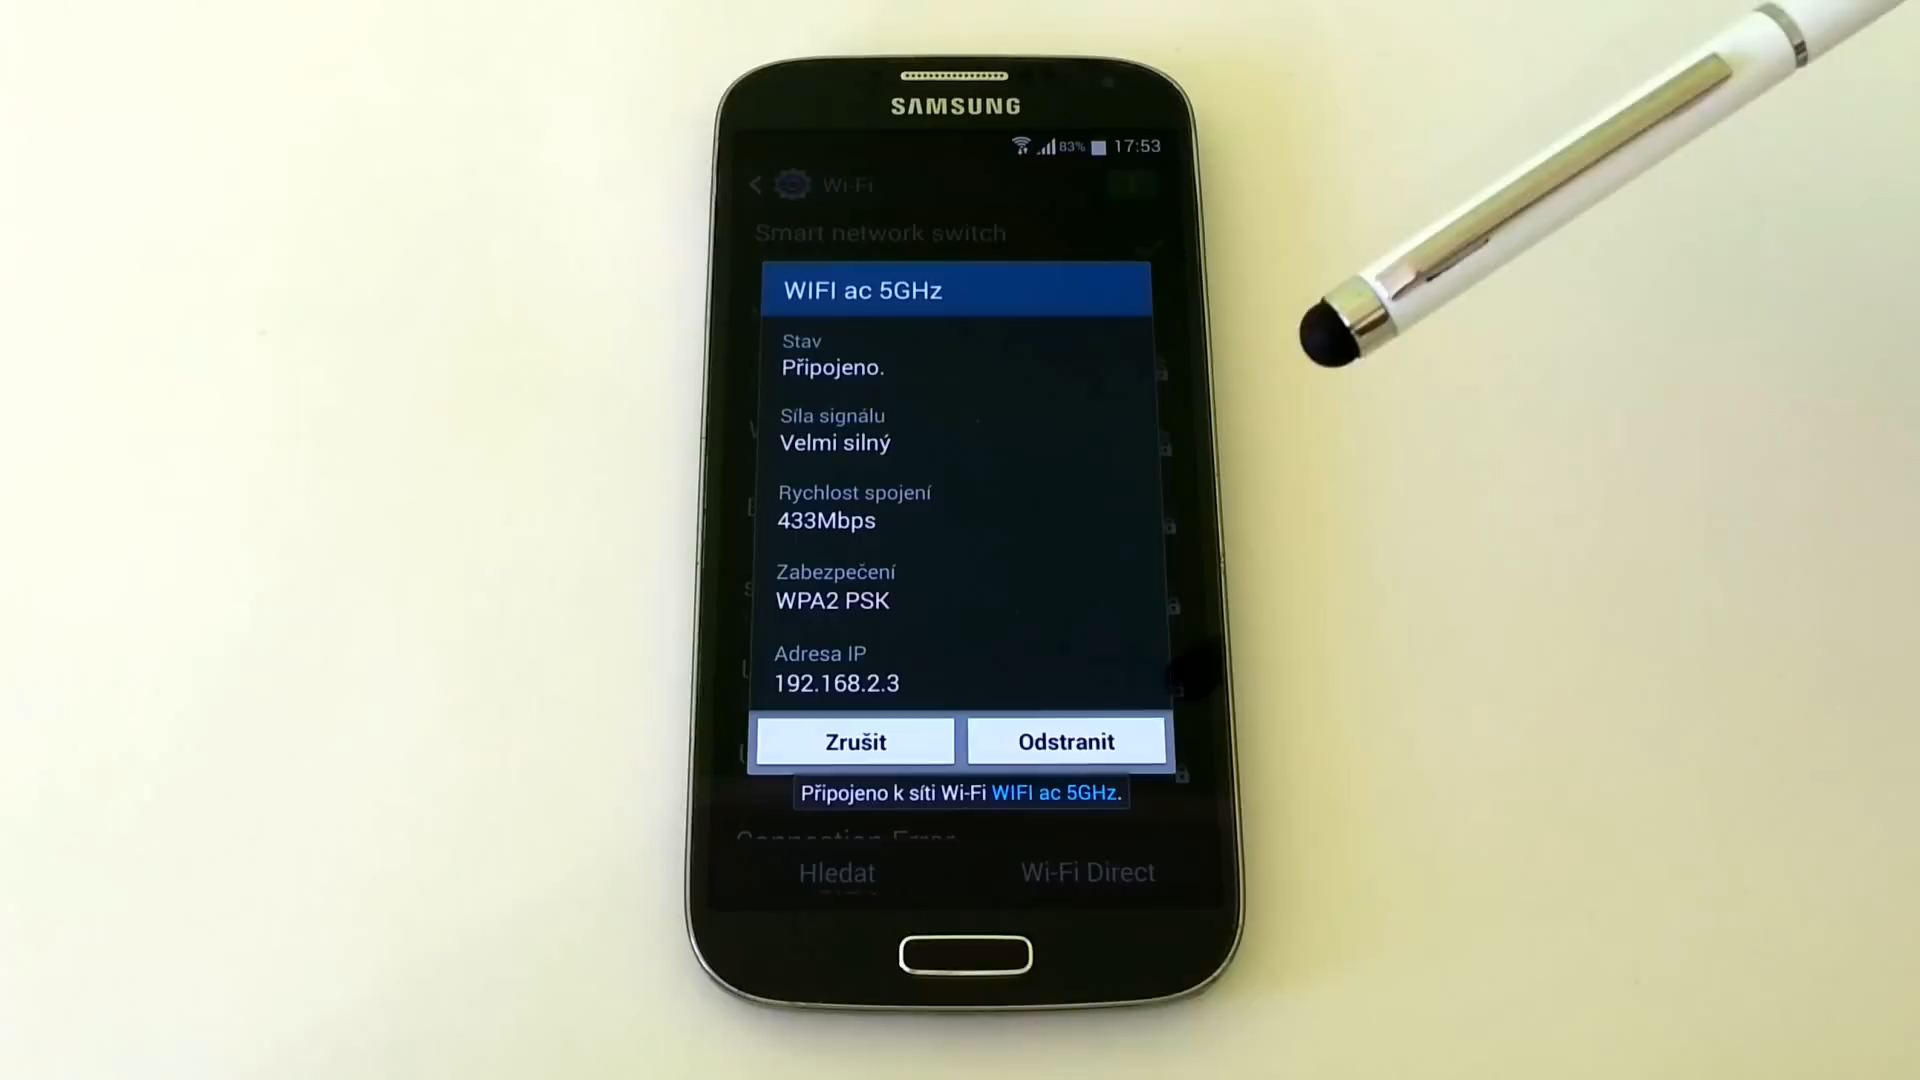 SAMSUNG
83% 17:53
Wi-Fi
Smart network switch
WIFI ac 5GHz
Stav
Připojeno.
Síla signálu
Velmi silný
Rychlost spojení
433Mbps
Zabezpečení
WPA2 PSK
Adresa IP
192.168.2.3
Zrušit Odstranit
Připojeno k síti Wi-Fi WIFI ac 5GHz.
Connection Error
Hledat Wi-Fi Direct